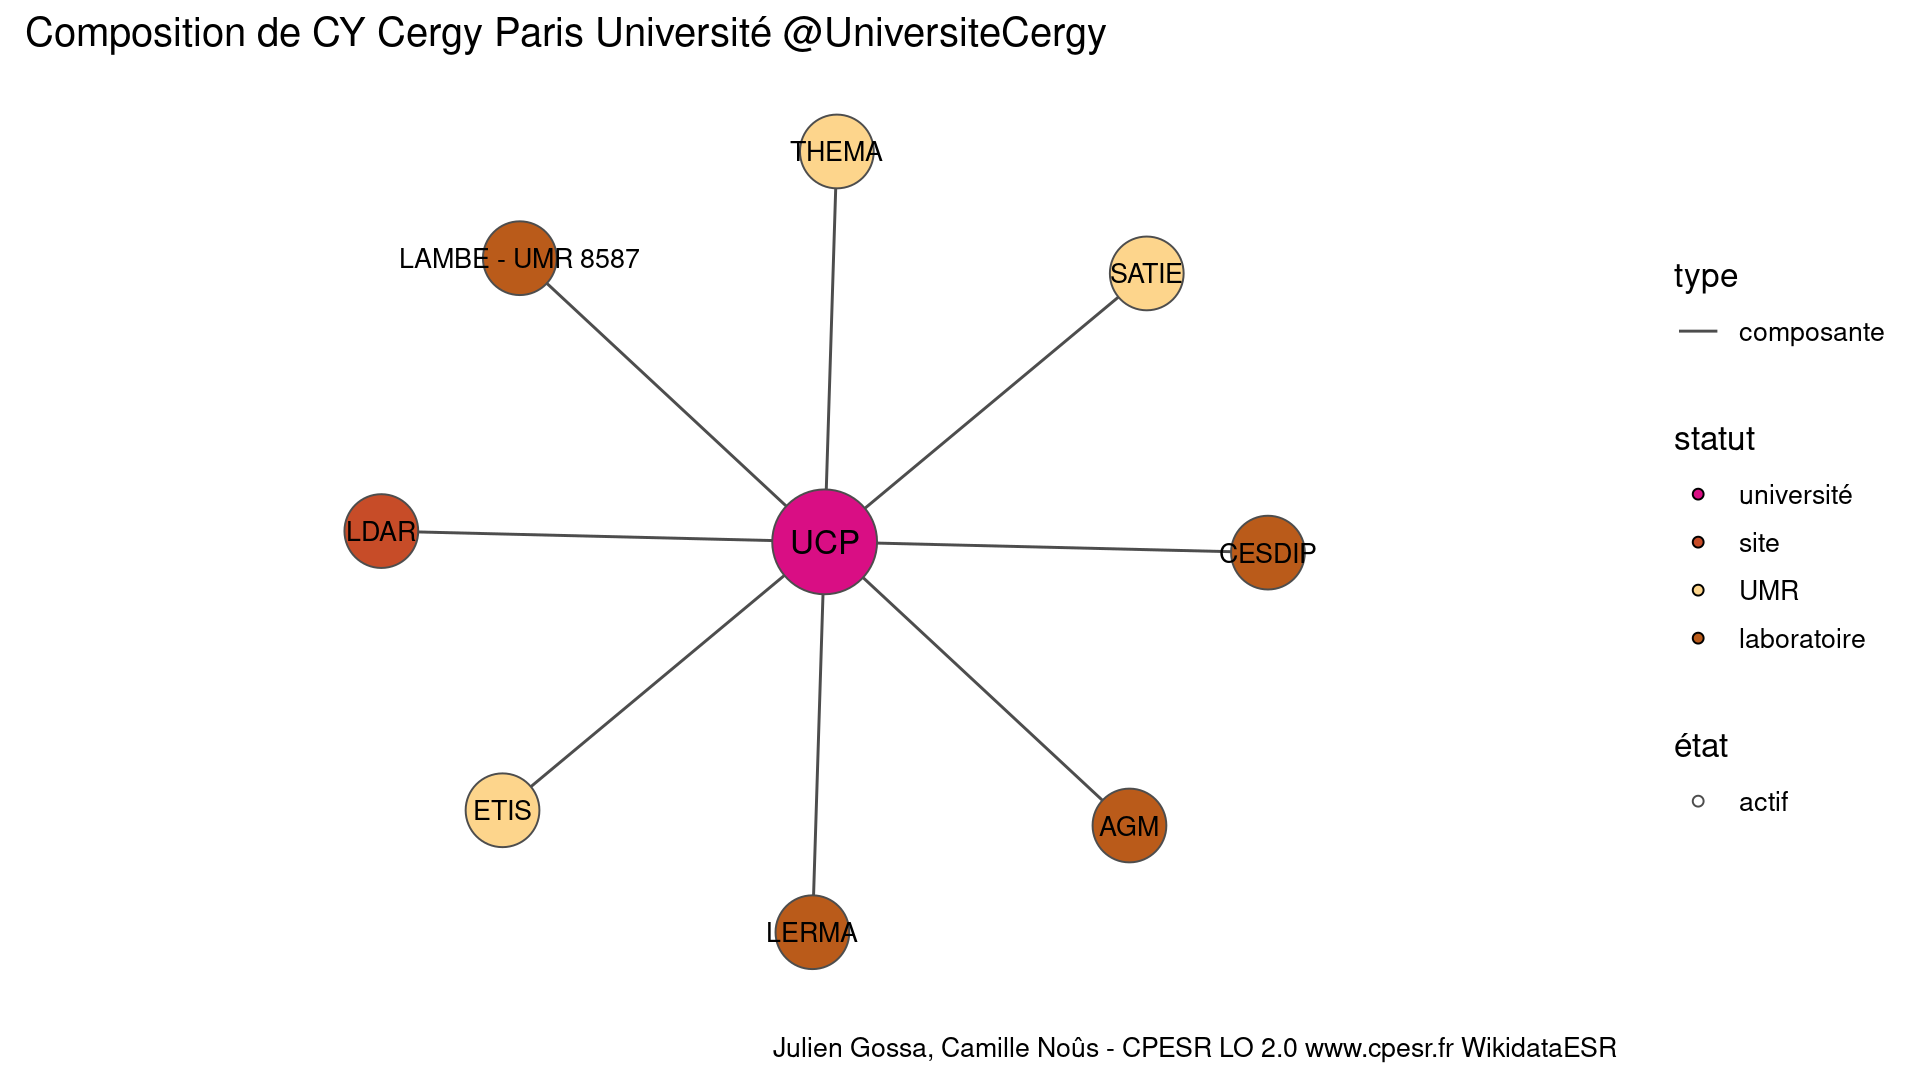 Composition de CY Cergy Paris Université @UniversiteCergy
THEMA
LAMBE - UMR 8587
SATIE
LDAR
UCP
CESDIP
ETIS
AGM
LERMA
type
composante
statut
université
site
UMR
laboratoire
état
actif
Julien Gossa, Camille Noûs - CPESR LO 2.0 www.cpesr.fr WikidataESR